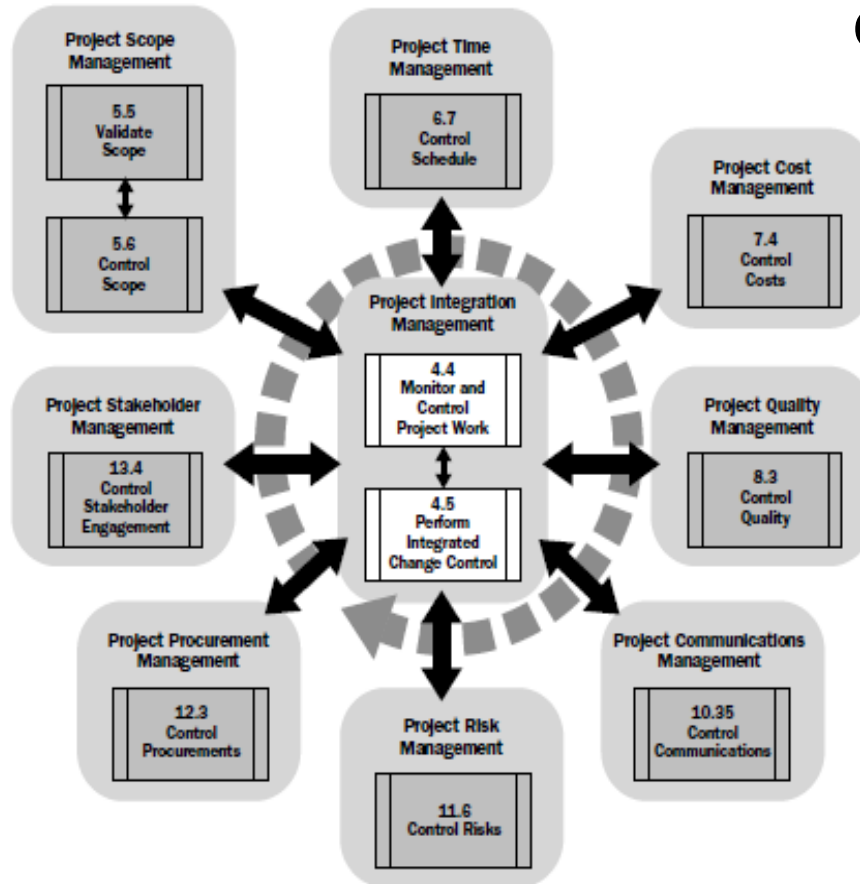 Project Scope
Management
5.5
Validate
Scope
5.6
Control
Scope
Project Time
Management
6.7
Control
Schedule
Project Cost
Management
7.4
Control
Costs
Project Integration
Management
4.4
Monitor and
Control
Project Work
4.5
Perform
Integrated
Change Control
Project Stakeholder
Management
13.4
Control
Stakeholder
Engagement
Project Quality
Management
8.3
Control
Quality
Project Procurement
Management
12.3
Control
Procurements
Project Risk
Management
11.6
Control Risks
Project Communications
Management
10.35
Control
Communications